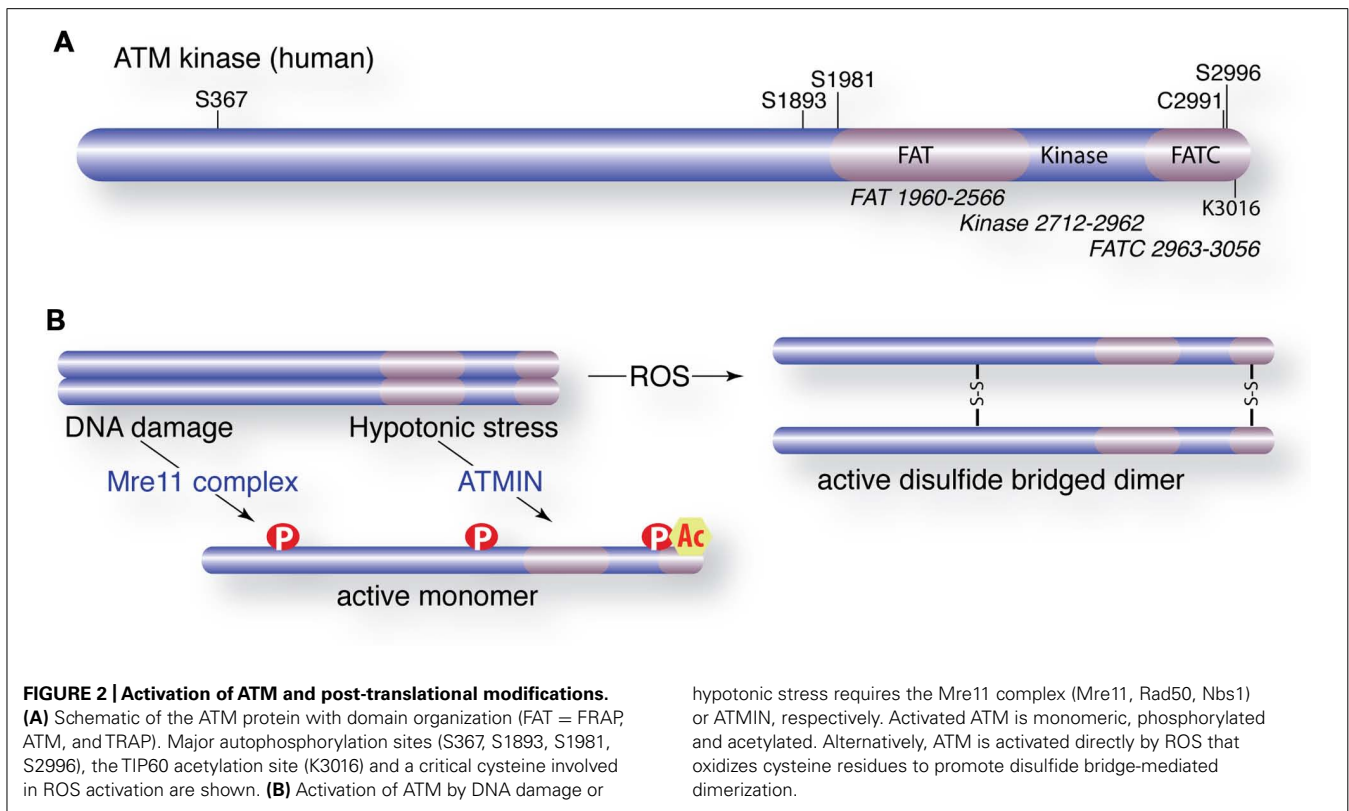 A
ATM kinase (human)
S367
S1893
S1981
C2991
S2996
FAT
Kinase
FATC
FAT 1960-2566
Kinase 2712-2962
FATC 2963-3056
K3016
B
ROS
DNA damage
Hypotonic stress
Mre11 complex
ATMIN
P
P
P
Ac
active monomer
S-S
S-S
active disulfide bridged dimer
FIGURE 2 | Activation of ATM and post-translational modifications.
(A) Schematic of the ATM protein with domain organization (FAT = FRAP,
ATM, and TRAP). Major autophosphorylation sites (S367, S1893, S1981,
S2996), the TIP60 acetylation site (K3016) and a critical cysteine involved
in ROS activation are shown. (B) Activation of ATM by DNA damage or
hypotonic stress requires the Mre11 complex (Mre11, Rad50, Nbs1)
or ATMIN, respectively. Activated ATM is monomeric, phosphorylated
and acetylated. Alternatively, ATM is activated directly by ROS that
oxidizes cysteine residues to promote disulfide bridge-mediated
dimerization.